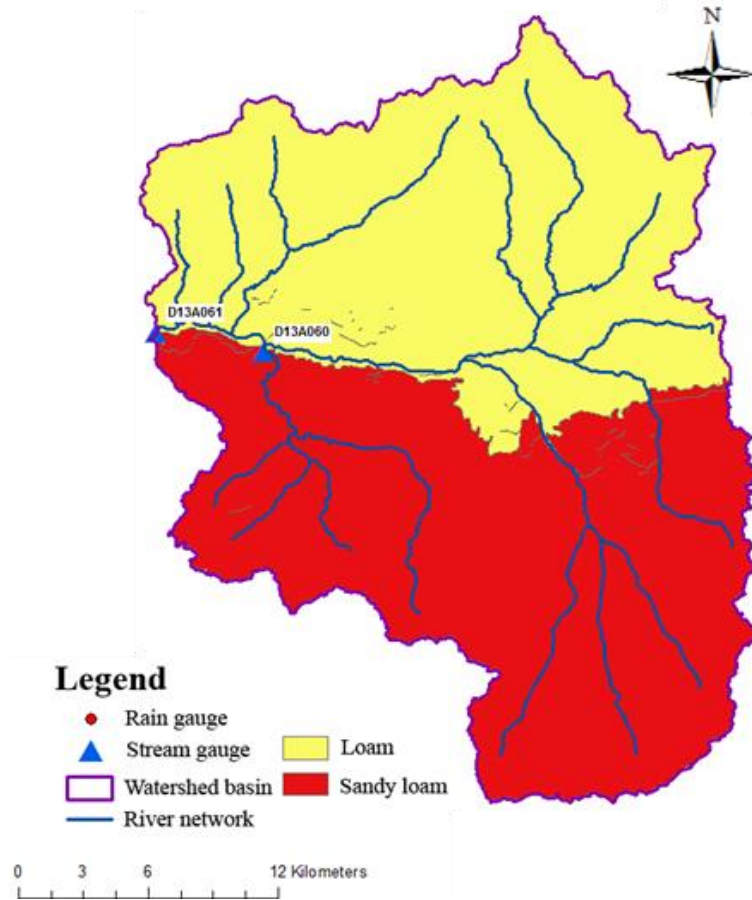 N
D13A061
D13A060
Legend
Rain gauge
Stream gauge
Loam
Watershed basin
Sandy loam
River network
0 3 6 12 Kilometers